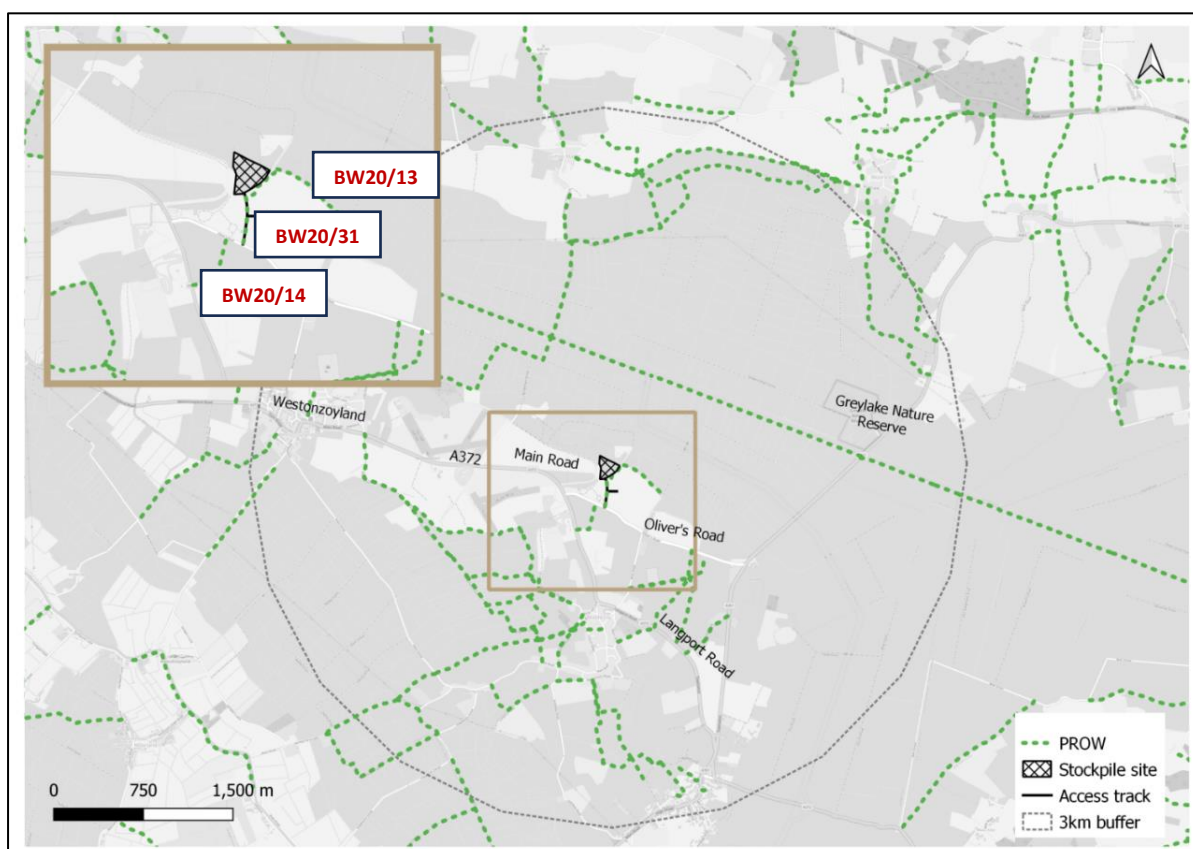 BW20/13
BW20/31
BW20/14
Westonzoyland
A372
Main Road
Greylake Nature
Reserve
Oliver's Road
Langport Road
0 750 1,500 m
PROW
Stockpile site
Access track
3km buffer